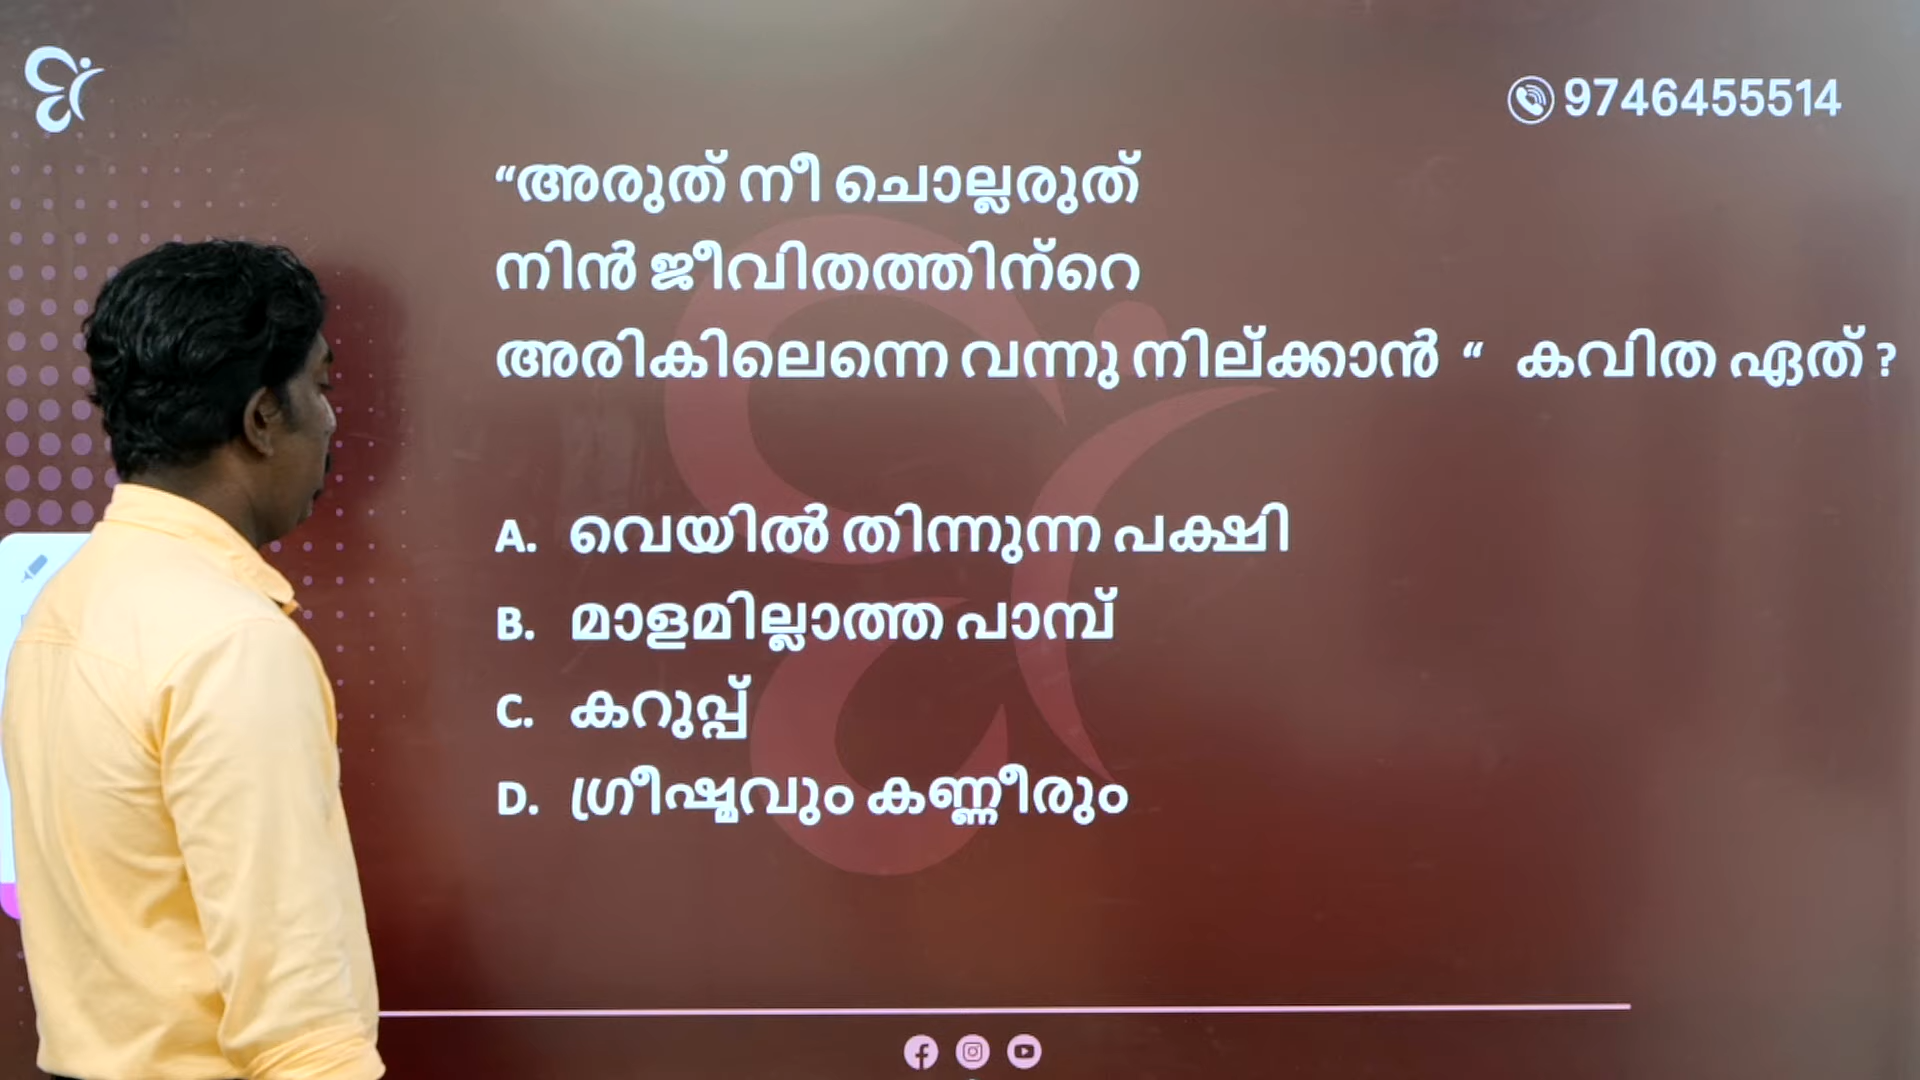 9746455514
“അരുത് നീ ചൊല്ലരുത്
നിൻ ജീവിതത്തിന്റെ
അരികിലെന്നെ വന്നു നില്ക്കാൻ “ കവിത ഏത് ?
A. വെയിൽ തിന്നുന്ന പക്ഷി
B. മാളമില്ലാത്ത പാമ്പ്
C. കറുപ്പ്
D. ഗ്രീഷ്മവും കണ്ണീരും